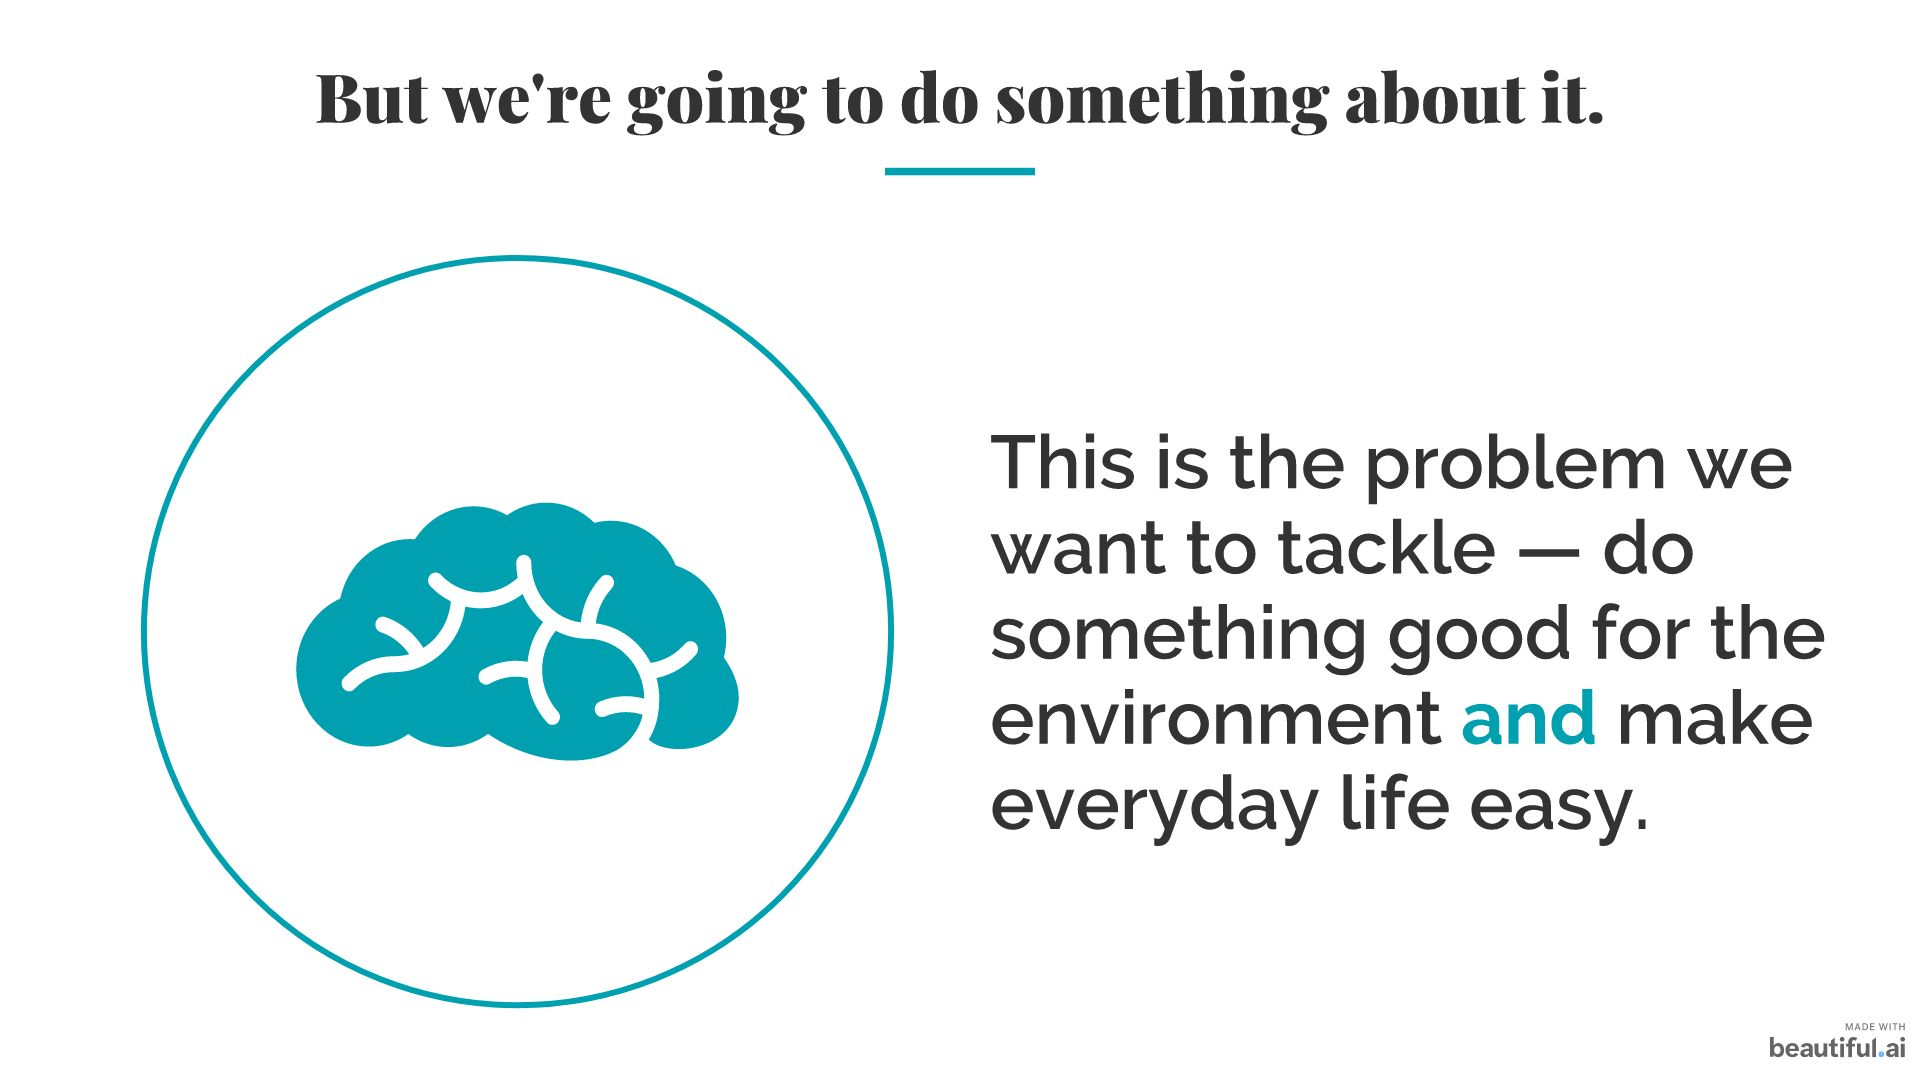 But we're going to do something about it.
This is the problem we
want to tackle — do
something good for the
environment and make
everyday life easy.
MADE WITH
beautiful.ai